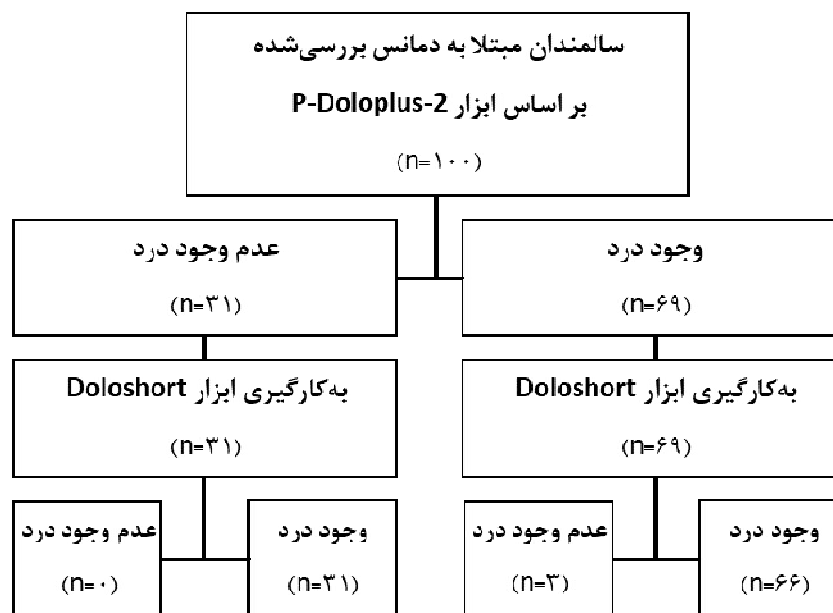 سالمندان مبتلا به دمانس بررسی‌شده
بر اساس ابزار P-Doloplus-2
(n=۱۰۰)
وجود درد
(n=۶۹)
عدم وجود درد
(n=۳۱)
به‌کارگیری ابزار Doloshort
(n=۶۹)
به‌کارگیری ابزار Doloshort
(n=۳۱)
وجود درد
(n=۶۶)
عدم وجود درد
(n=۳)
وجود درد
(n=۳۱)
عدم وجود درد
(n=۰)